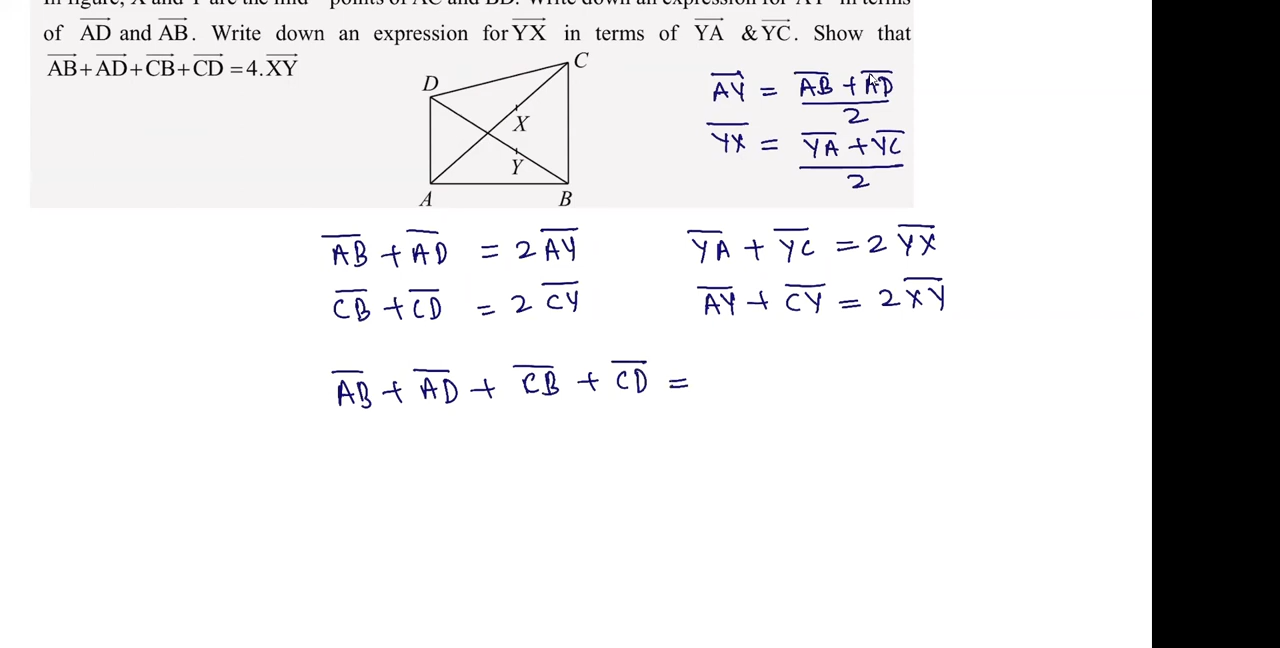 of AD and AB. Write down an expression for YX in terms of YA & YC. Show that
AB+AD+CB+CD = 4.XY
D
C
X
Y
A
B
AY = AB + AD / 2
YX = YA + YC / 2
AB + AD = 2 AY
YA + YC = 2 YX
CB + CD = 2 CY
AY + CY = 2 XY
AB + AD + CB + CD =